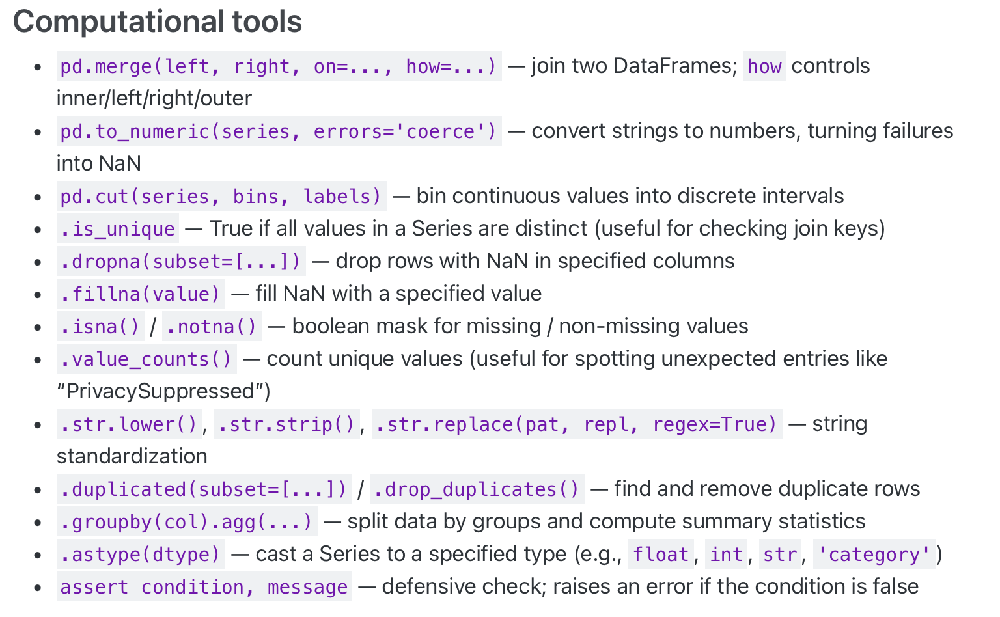 Computational tools
• pd.merge(left, right, on=..., how=...) — join two DataFrames; how controls
inner/left/right/outer
• pd.to_numeric(series, errors='coerce') — convert strings to numbers, turning failures
into NaN
• pd.cut(series, bins, labels) — bin continuous values into discrete intervals
• .is_unique — True if all values in a Series are distinct (useful for checking join keys)
• .dropna(subset=[...]) — drop rows with NaN in specified columns
• .fillna(value) — fill NaN with a specified value
• .isna() / .notna() — boolean mask for missing / non-missing values
• .value_counts() — count unique values (useful for spotting unexpected entries like
“PrivacySuppressed”)
• .str.lower(), .str.strip(), .str.replace(pat, repl, regex=True) — string
standardization
• .duplicated(subset=[...]) / .drop_duplicates() — find and remove duplicate rows
• .groupby(col).agg(...) — split data by groups and compute summary statistics
• .astype(dtype) — cast a Series to a specified type (e.g., float, int, str, 'category')
• assert condition, message — defensive check; raises an error if the condition is false